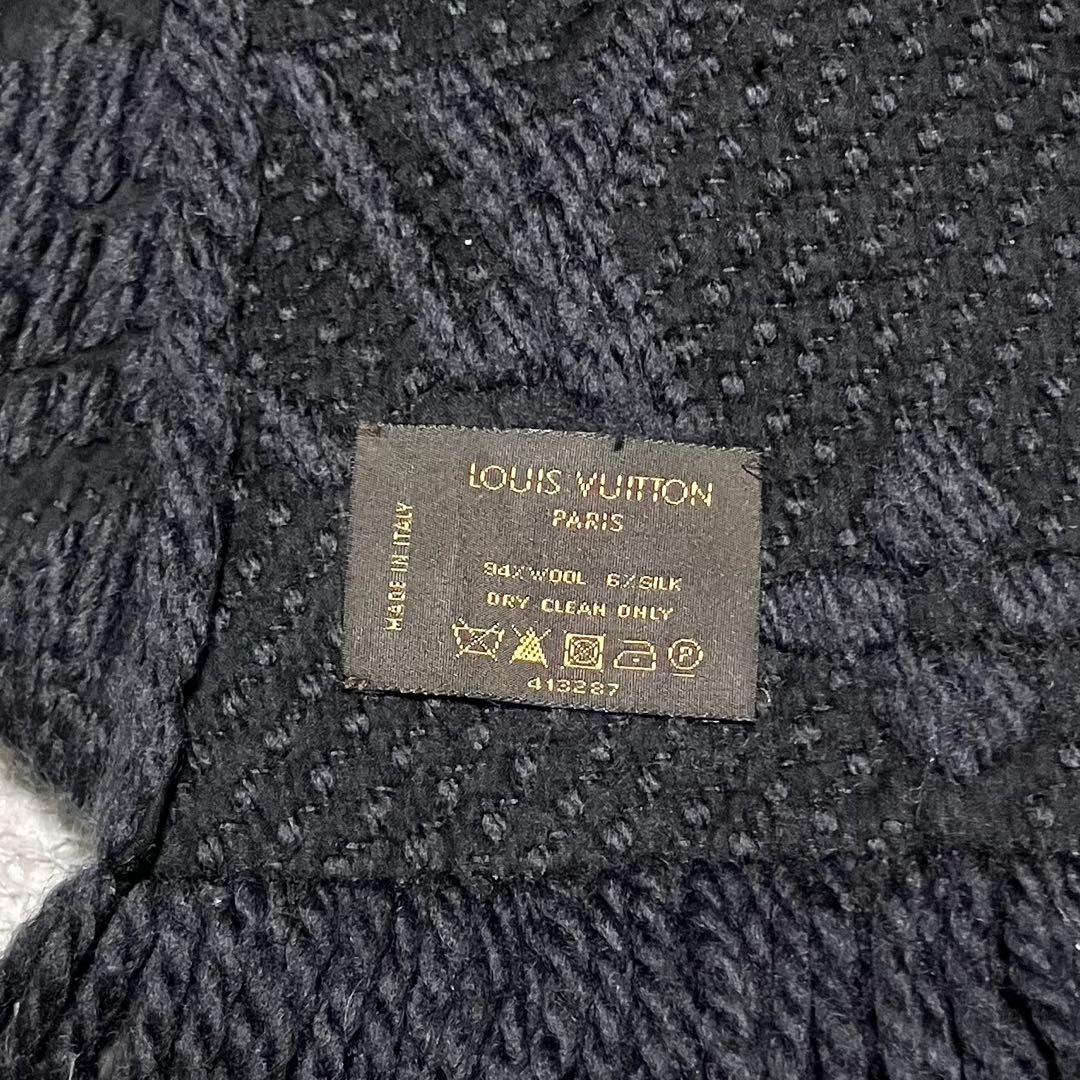 LOUIS VUITTON
PARIS
94% WOOL 6% SILK
DRY CLEAN ONLY
P
413287
MADE IN ITALY